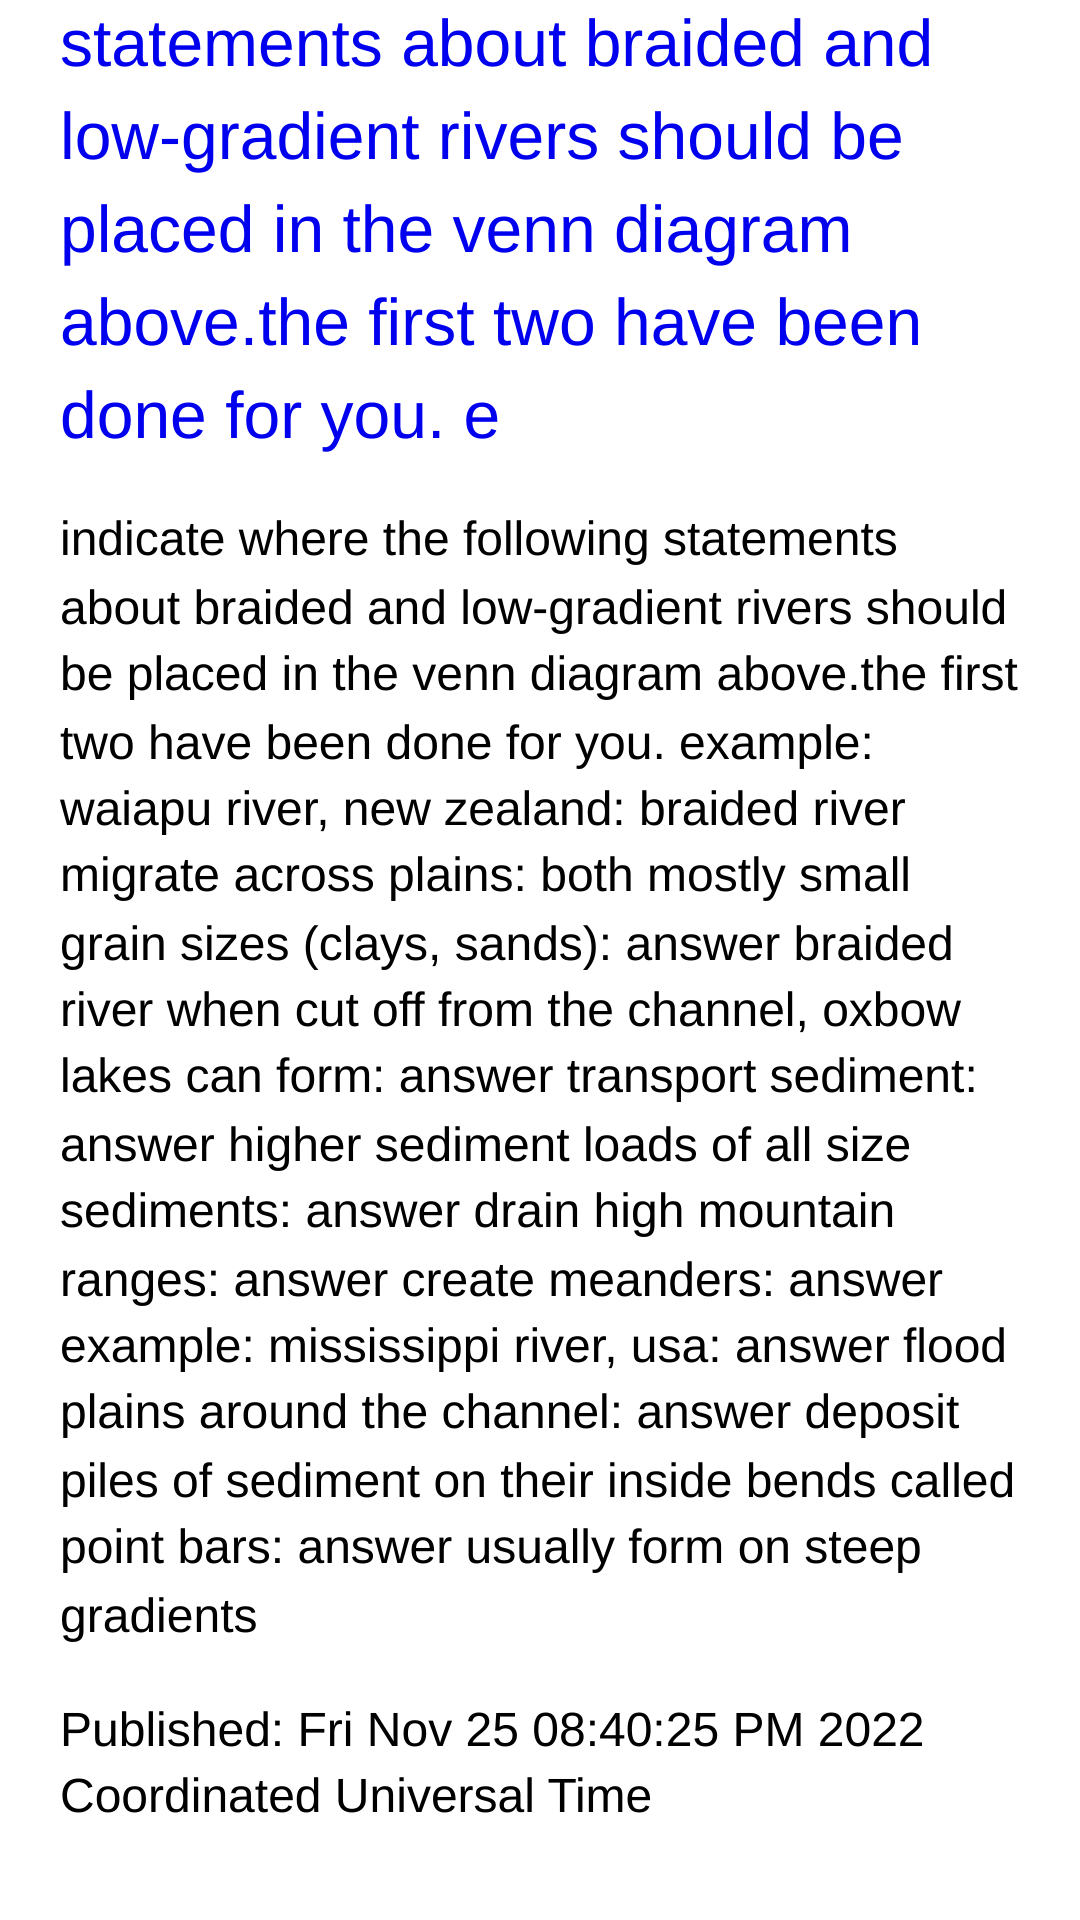 statements about braided and
low-gradient rivers should be
placed in the venn diagram
above.the first two have been
done for you. e
indicate where the following statements
about braided and low-gradient rivers should
be placed in the venn diagram above.the first
two have been done for you. example:
waiapu river, new zealand: braided river
migrate across plains: both mostly small
grain sizes (clays, sands): answer braided
river when cut off from the channel, oxbow
lakes can form: answer transport sediment:
answer higher sediment loads of all size
sediments: answer drain high mountain
ranges: answer create meanders: answer
example: mississippi river, usa: answer flood
plains around the channel: answer deposit
piles of sediment on their inside bends called
point bars: answer usually form on steep
gradients
Published: Fri Nov 25 08:40:25 PM 2022
Coordinated Universal Time